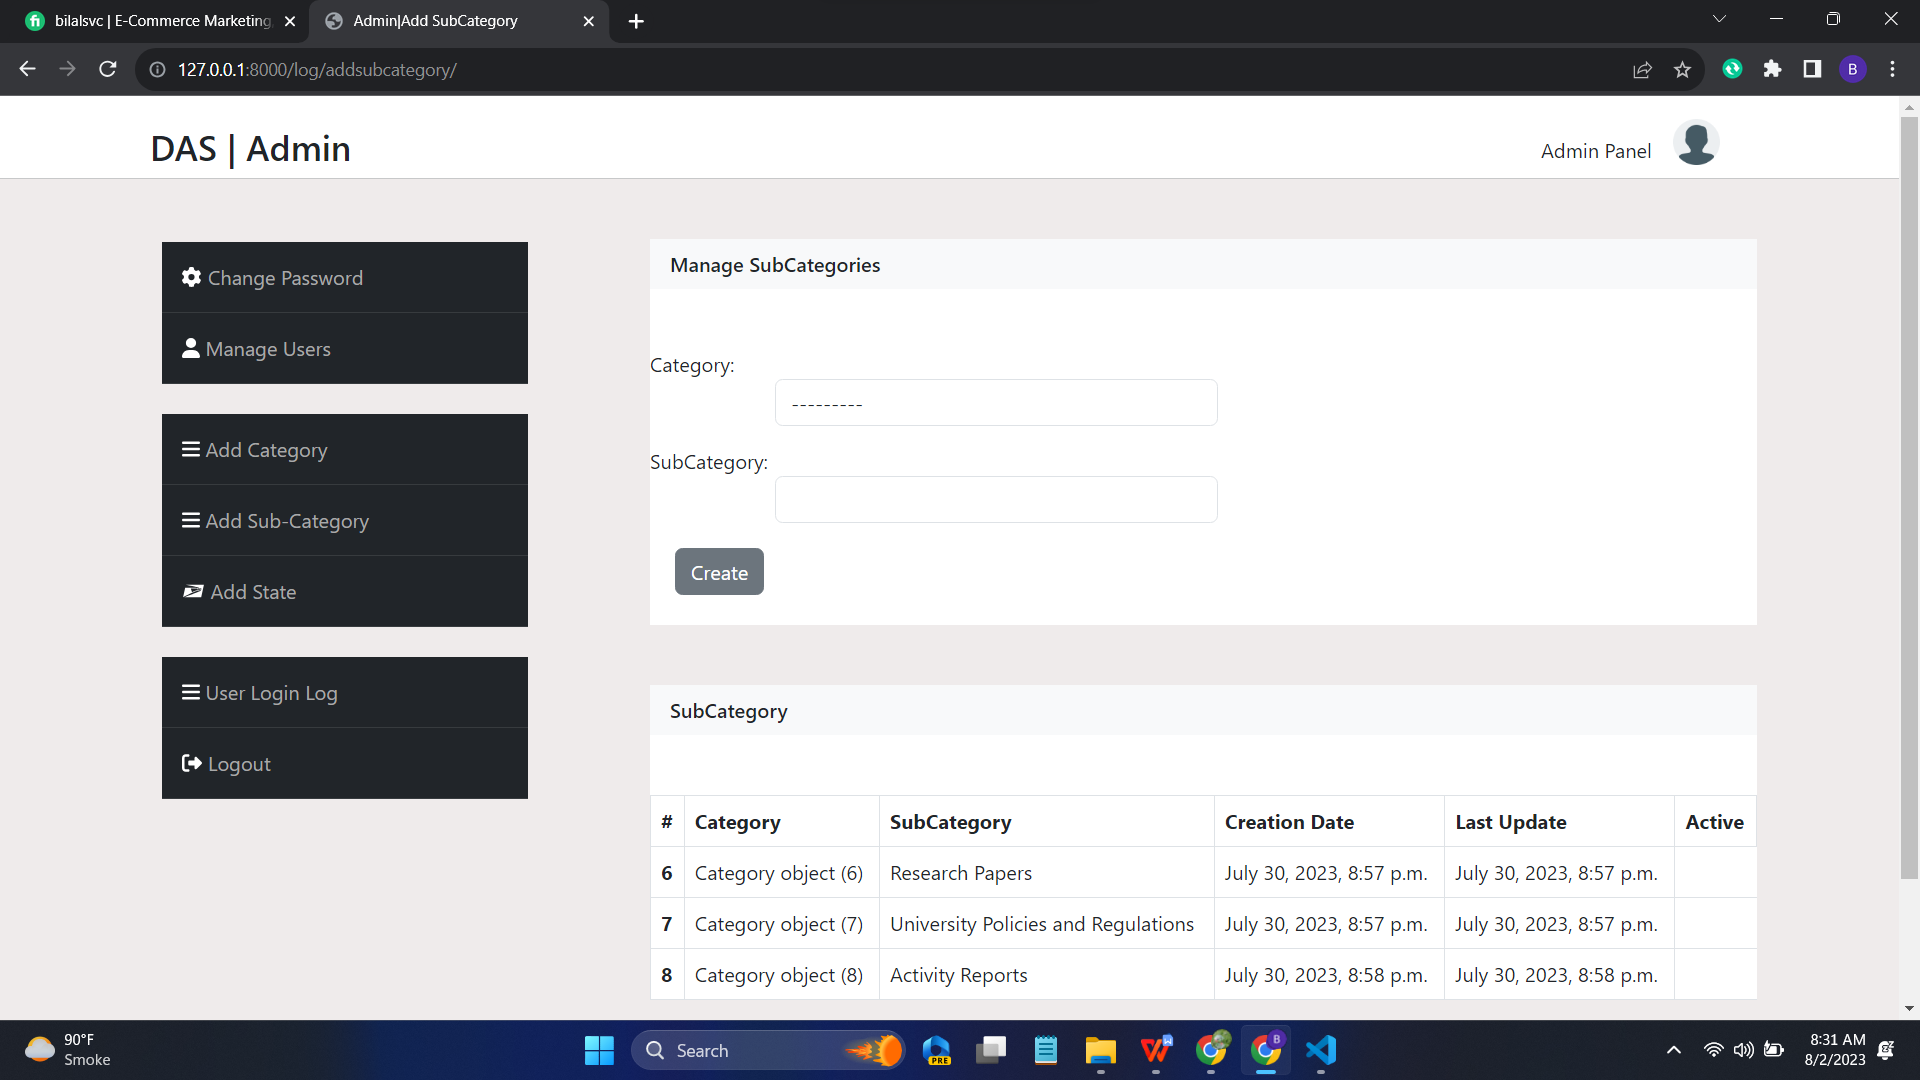 bilalsvc | E-Commerce Marketing,
Admin|Add SubCategory
127.0.0.1:8000/log/addsubcategory/
B
DAS | Admin
Admin Panel
Change Password
Manage Users
Add Category
Add Sub-Category
Add State
User Login Log
Logout
Manage SubCategories
Category:
---------
SubCategory:
Create
SubCategory
# Category SubCategory Creation Date Last Update Active
6 Category object (6) Research Papers July 30, 2023, 8:57 p.m. July 30, 2023, 8:57 p.m.
7 Category object (7) University Policies and Regulations July 30, 2023, 8:57 p.m. July 30, 2023, 8:57 p.m.
8 Category object (8) Activity Reports July 30, 2023, 8:58 p.m. July 30, 2023, 8:58 p.m.
90°F
Smoke
Search
PRE
B
8:31 AM
8/2/2023